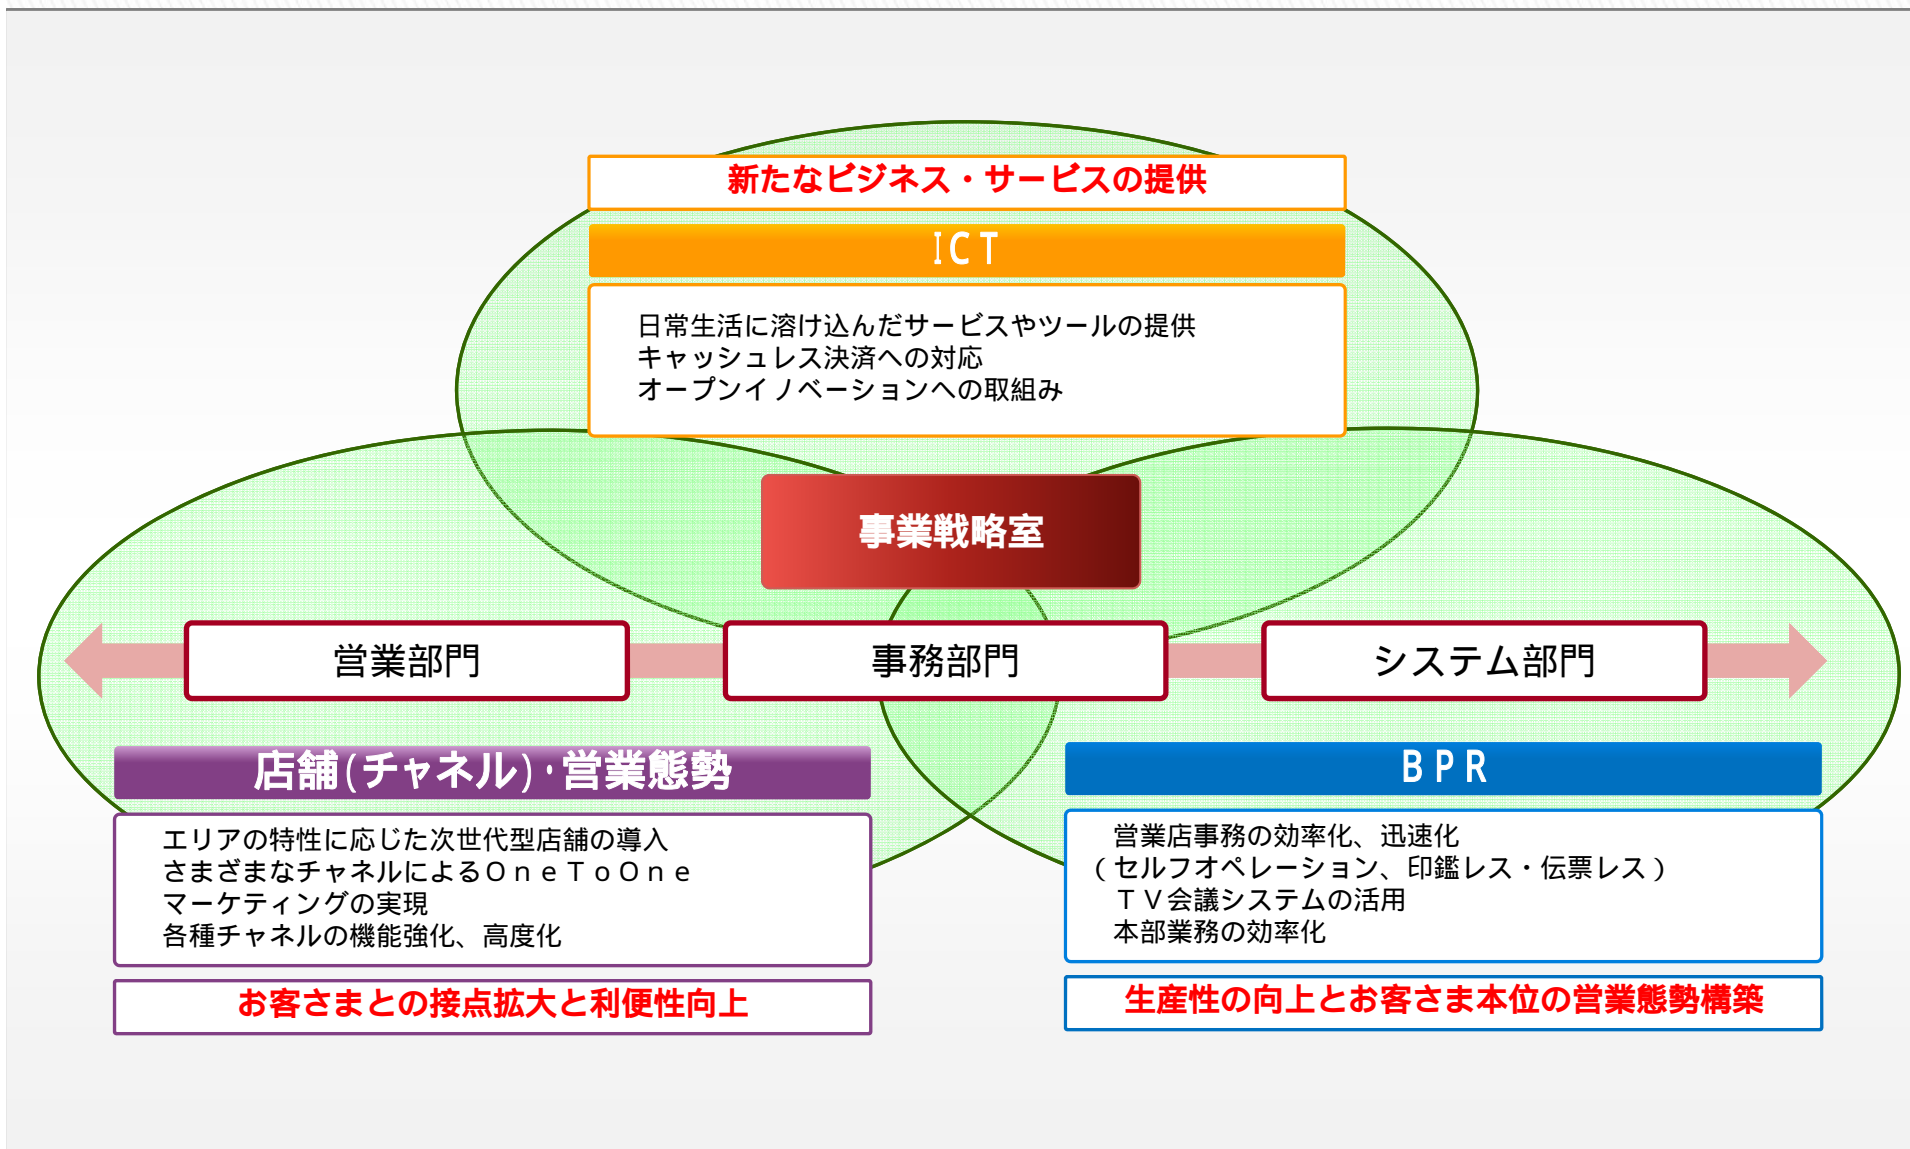 新たなビジネス・サービスの提供
ICT
日常生活に溶け込んだサービスやツールの提供
キャッシュレス決済への対応
オープンイノベーションへの取組み
事業戦略室
営業部門
事務部門
システム部門
店舗(チャネル)・営業態勢
エリアの特性に応じた次世代型店舗の導入
さまざまなチャネルによるＯｎｅＴｏＯｎｅ
マーケティングの実現
各種チャネルの機能強化、高度化
お客さまとの接点拡大と利便性向上
ＢＰＲ
営業店事務の効率化、迅速化
（セルフオペレーション、印鑑レス・伝票レス）
ＴＶ会議システムの活用
本部業務の効率化
生産性の向上とお客さま本位の営業態勢構築